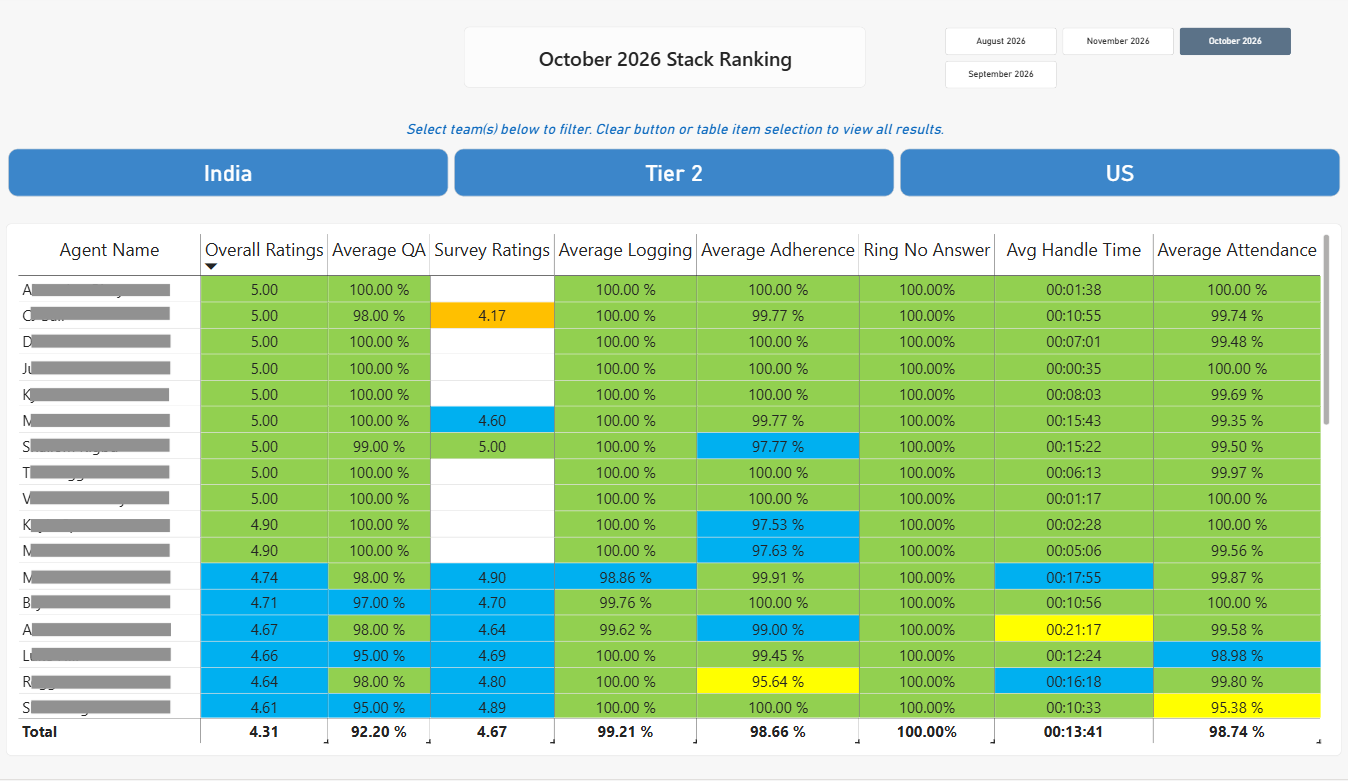 October 2026 Stack Ranking
August 2026 November 2026 October 2026
September 2026
Select team(s) below to filter. Clear button or table item selection to view all results.
India Tier 2 US
Agent Name Overall Ratings Average QA Survey Ratings Average Logging Average Adherence Ring No Answer Avg Handle Time Average Attendance
A 5.00 100.00 % 100.00 % 100.00 % 100.00% 00:01:38 100.00 %
C. 5.00 98.00 % 4.17 100.00 % 99.77 % 100.00% 00:10:55 99.74 %
D 5.00 100.00 % 100.00 % 100.00 % 100.00% 00:07:01 99.48 %
Ju 5.00 100.00 % 100.00 % 100.00 % 100.00% 00:00:35 100.00 %
Ky 5.00 100.00 % 100.00 % 100.00 % 100.00% 00:08:03 99.69 %
M 5.00 100.00 % 4.60 100.00 % 99.77 % 100.00% 00:15:43 99.35 %
S 5.00 99.00 % 5.00 100.00 % 97.77 % 100.00% 00:15:22 99.50 %
T 5.00 100.00 % 100.00 % 100.00 % 100.00% 00:06:13 99.97 %
V 5.00 100.00 % 100.00 % 100.00 % 100.00% 00:01:17 100.00 %
K 4.90 100.00 % 100.00 % 97.53 % 100.00% 00:02:28 100.00 %
M 4.90 100.00 % 100.00 % 97.63 % 100.00% 00:05:06 99.56 %
M 4.74 98.00 % 4.90 98.86 % 99.91 % 100.00% 00:17:55 99.87 %
B 4.71 97.00 % 4.70 99.76 % 100.00 % 100.00% 00:10:56 100.00 %
A 4.67 98.00 % 4.64 99.62 % 99.00 % 100.00% 00:21:17 99.58 %
L 4.66 95.00 % 4.69 100.00 % 99.45 % 100.00% 00:12:24 98.98 %
R 4.64 98.00 % 4.80 100.00 % 95.64 % 100.00% 00:16:18 99.80 %
S 4.61 95.00 % 4.89 100.00 % 100.00 % 100.00% 00:10:33 95.38 %
Total 4.31 92.20 % 4.67 99.21 % 98.66 % 100.00% 00:13:41 98.74 %